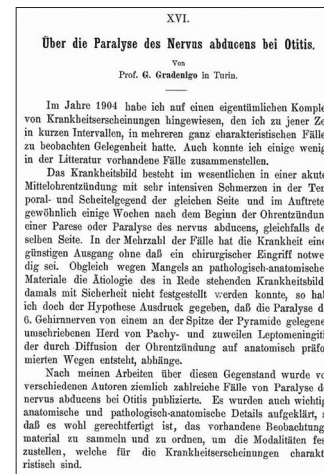 XVI.
Über die Paralyse des Nervus abducens bei Otitis.
Von
Prof. G. Gradenigo in Turin.
Im Jahre 1904 habe ich auf einen eigentümlichen Komple
von Krankheitserscheinungen hingewiesen, den ich zu jener Ze
in kurzen Intervallen, in mehreren ganz charakteristischen Fälle
zu beobachten Gelegenheit hatte. Auch konnte ich einige wenig
in der Litteratur vorhandene Fälle zusammenstellen.
Das Krankheitsbild besteht im wesentlichen in einer akute
Mittelohrentzündung mit sehr intensiven Schmerzen in der Tem
poral- und Scheitelgegend der gleichen Seite und im Auftrete
gewöhnlich einige Wochen nach dem Beginn der Ohrentzündun
einer Parese oder Paralyse des nervus abducens, gleichfalls de
selben Seite. In der Mehrzahl der Fälle hat die Krankheit eine
günstigen Ausgang ohne daß ein chirurgischer Eingriff notwe
dig sei. Obgleich wegen Mangels an pathologisch-anatomische
Materiale die Ätiologie des in Rede stehenden Krankheitsbild
damals mit Sicherheit nicht festgestellt werden konnte, so hal
ich doch der Hypothese Ausdruck gegeben, daß die Paralyse d
6. Gehirnnerven von einem an der Spitze der Pyramide gelegene
umschriebenen Herd von Pachy- und zuweilen Leptomeningiti
der durch Diffusion der Ohrentzündung auf anatomisch präfo
mierten Wegen entsteht, abhänge.
Nach meinen Arbeiten über diesen Gegenstand wurde vo
verschiedenen Autoren ziemlich zahlreiche Fälle von Paralyse de
nervus abducens bei Otitis publizierte. Es wurden auch wichtig
anatomische und pathologisch-anatomische Details aufgeklärt, s
daß es wohl gerechtfertigt ist, das vorhandene Beobachtung
material zu sammeln und zu ordnen, um die Modalitäten fes
zustellen, welche für die Krankheitserscheinungen charakt
ristisch sind.